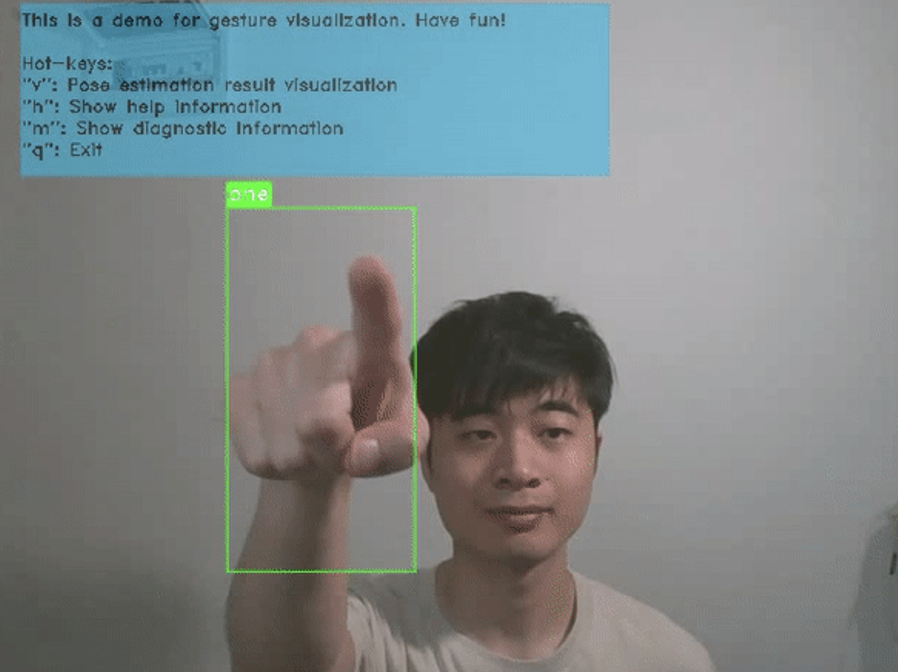 This is a demo for gesture visualization. Have fun!
Hot-keys:
"v": Pose estimation result visualization
"h": Show help information
"m": Show diagnostic information
"q": Exit
one